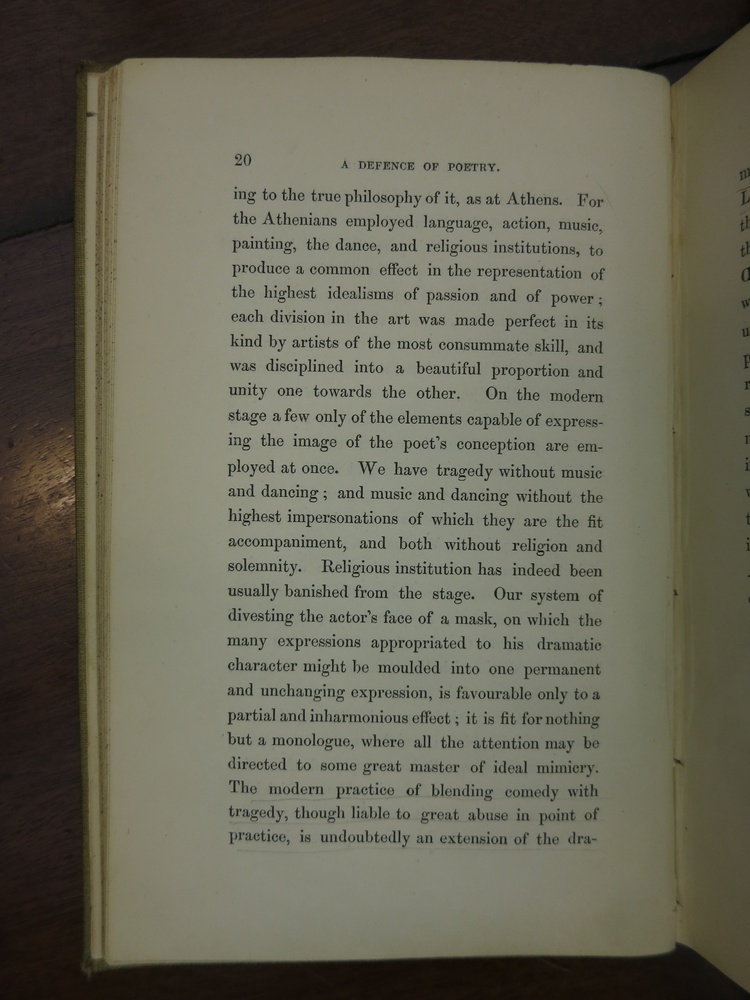 20
A DEFENCE OF POETRY.
ing to the true philosophy of it, as at Athens. For
the Athenians employed language, action, music,
painting, the dance, and religious institutions, to
produce a common effect in the representation of
the highest idealisms of passion and of power;
each division in the art was made perfect in its
kind by artists of the most consummate skill, and
was disciplined into a beautiful proportion and
unity one towards the other. On the modern
stage a few only of the elements capable of express-
ing the image of the poet's conception are em-
ployed at once. We have tragedy without music
and dancing; and music and dancing without the
highest impersonations of which they are the fit
accompaniment, and both without religion and
solemnity. Religious institution has indeed been
usually banished from the stage. Our system of
divesting the actor's face of a mask, on which the
many expressions appropriated to his dramatic
character might be moulded into one permanent
and unchanging expression, is favourable only to a
partial and inharmonious effect; it is fit for nothing
but a monologue, where all the attention may be
directed to some great master of ideal mimicry.
The modern practice of blending comedy with
tragedy, though liable to great abuse in point of
practice, is undoubtedly an extension of the dra-